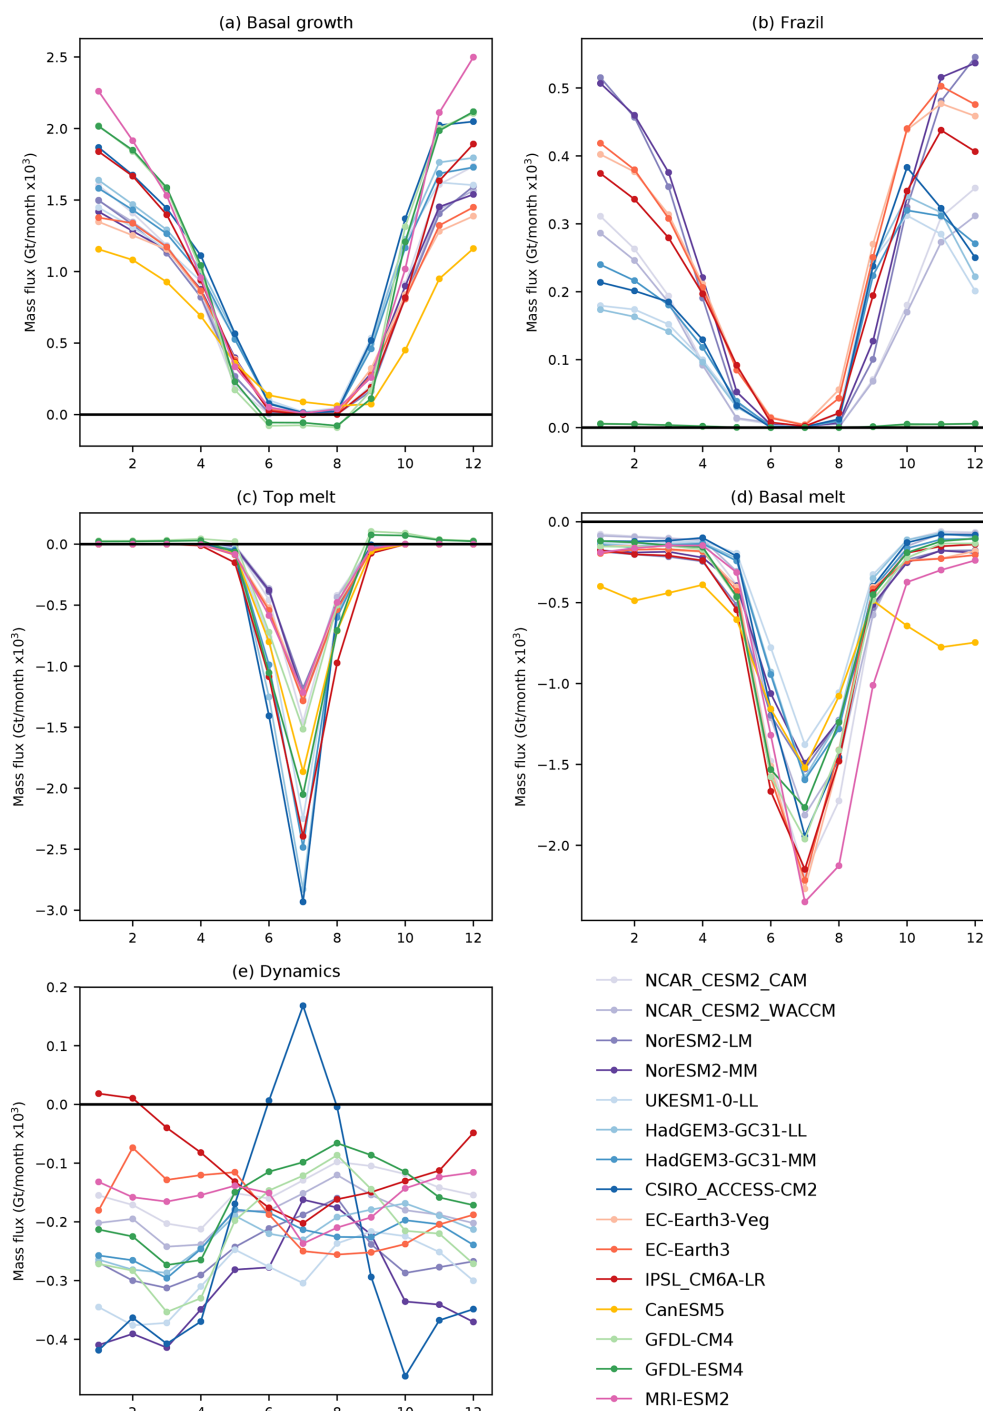 (a) Basal growth
(b) Frazil
Mass flux (Gt/month x10³)
2.5
2.0
1.5
1.0
0.5
0.0
2 4 6 8 10 12
Mass flux (Gt/month x10³)
0.5
0.4
0.3
0.2
0.1
0.0
2 4 6 8 10 12
(c) Top melt
(d) Basal melt
Mass flux (Gt/month x10³)
0.0
−0.5
−1.0
−1.5
−2.0
−2.5
−3.0
2 4 6 8 10 12
Mass flux (Gt/month x10³)
0.0
−0.5
−1.0
−1.5
−2.0
2 4 6 8 10 12
(e) Dynamics
Mass flux (Gt/month x10³)
0.2
0.1
0.0
−0.1
−0.2
−0.3
−0.4
2 4 6 8 10 12
NCAR_CESM2_CAM
NCAR_CESM2_WACCM
NorESM2-LM
NorESM2-MM
UKESM1-0-LL
HadGEM3-GC31-LL
HadGEM3-GC31-MM
CSIRO_ACCESS-CM2
EC-Earth3-Veg
EC-Earth3
IPSL_CM6A-LR
CanESM5
GFDL-CM4
GFDL-ESM4
MRI-ESM2